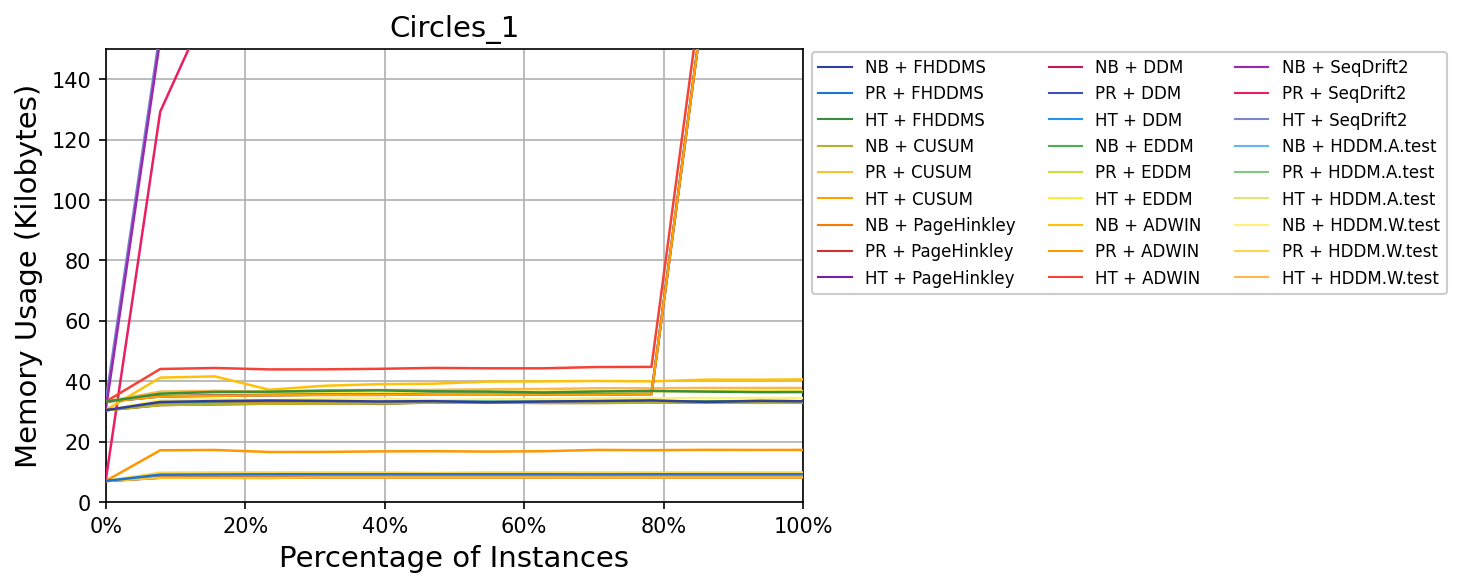 Circles_1
Memory Usage (Kilobytes)
140
120
100
80
60
40
20
0
0% 20% 40% 60% 80% 100%
Percentage of Instances
NB + FHDDMS
PR + FHDDMS
HT + FHDDMS
NB + CUSUM
PR + CUSUM
HT + CUSUM
NB + PageHinkley
PR + PageHinkley
HT + PageHinkley
NB + DDM
PR + DDM
HT + DDM
NB + EDDM
PR + EDDM
HT + EDDM
NB + ADWIN
PR + ADWIN
HT + ADWIN
NB + SeqDrift2
PR + SeqDrift2
HT + SeqDrift2
NB + HDDM.A.test
PR + HDDM.A.test
HT + HDDM.A.test
NB + HDDM.W.test
PR + HDDM.W.test
HT + HDDM.W.test